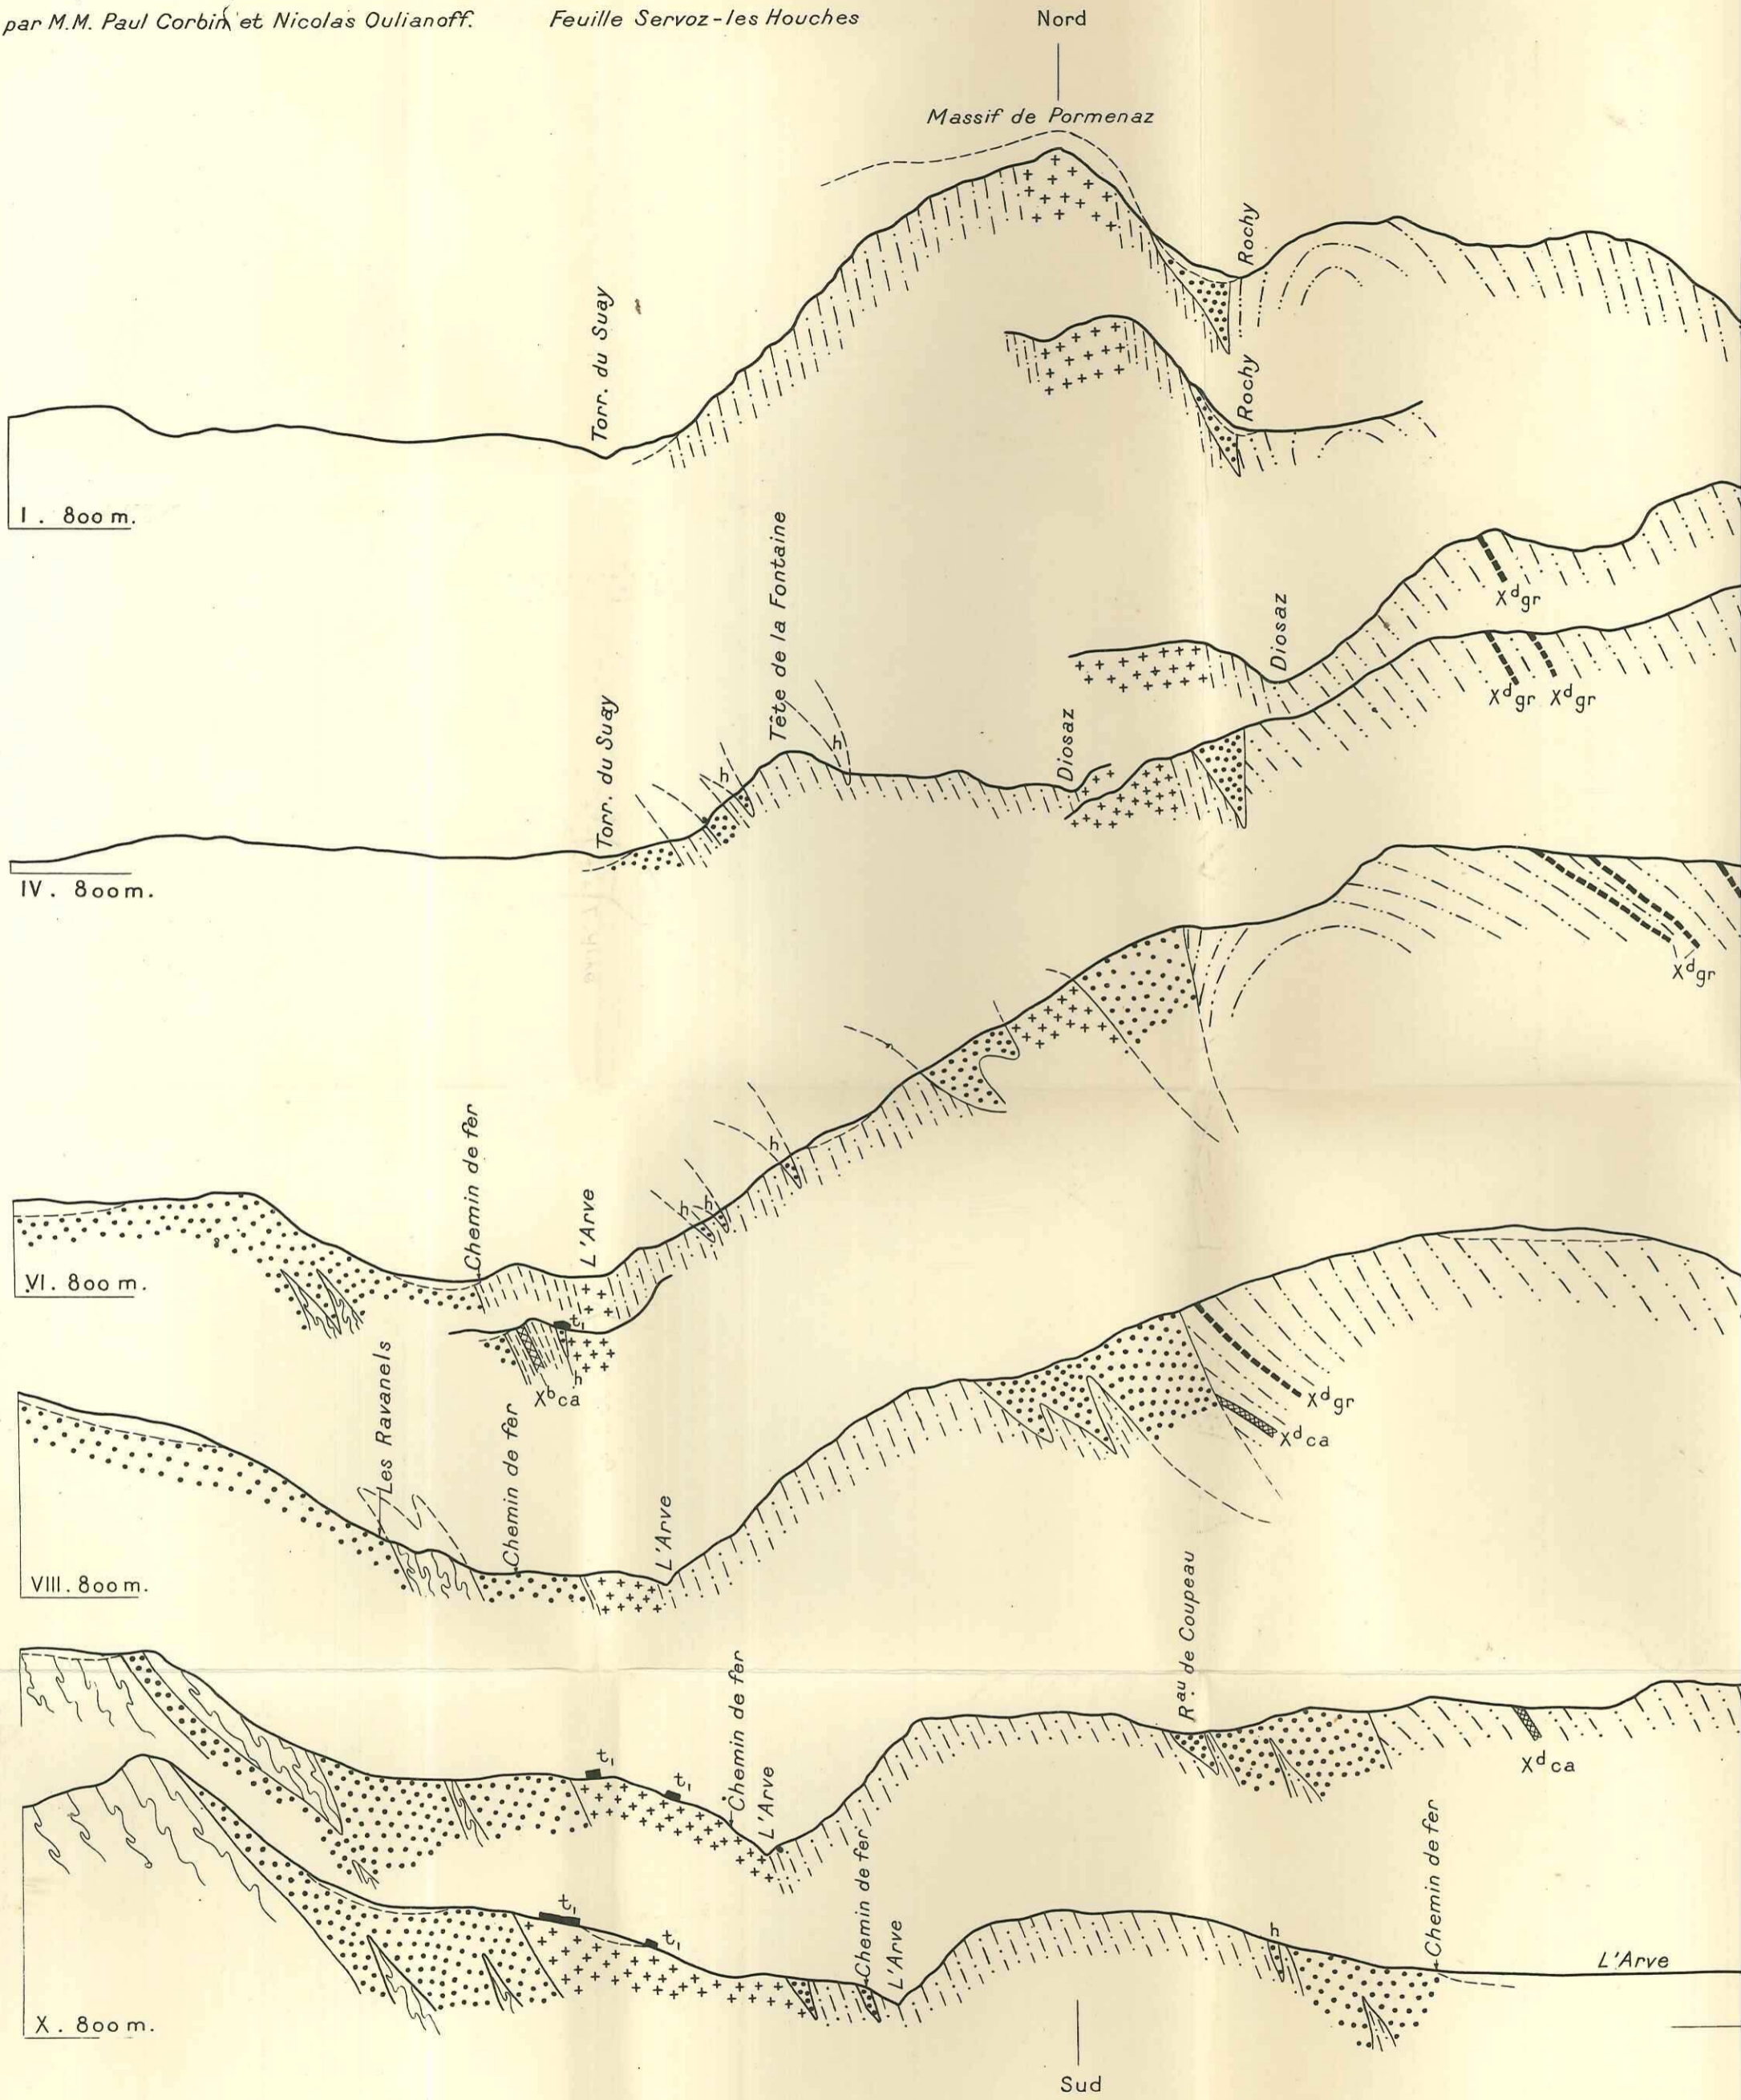 par M.M. Paul Corbin et Nicolas Oulianoff.
Feuille Servoz-les Houches
Nord
Massif de Pormenaz
Rochy
Torr. du Suay
Rochy
I. 800 m.
Tête de la Fontaine
Xdgr
Diosaz
Xdgr Xdgr
Torr. du Suay
h
h
Diosaz
IV. 800 m.
Xdgr
Chemin de fer
L'Arve
h
h
h
VI. 800 m.
t1
h
Xbca
Les Ravanels
Chemin de fer
L'Arve
Xdgr
Xdca
VIII. 800 m.
Rau de Coupeau
Chemin de fer
L'Arve
t1
t1
Xdca
Chemin de fer
L'Arve
t1
t1
h
Chemin de fer
L'Arve
X. 800 m.
Sud